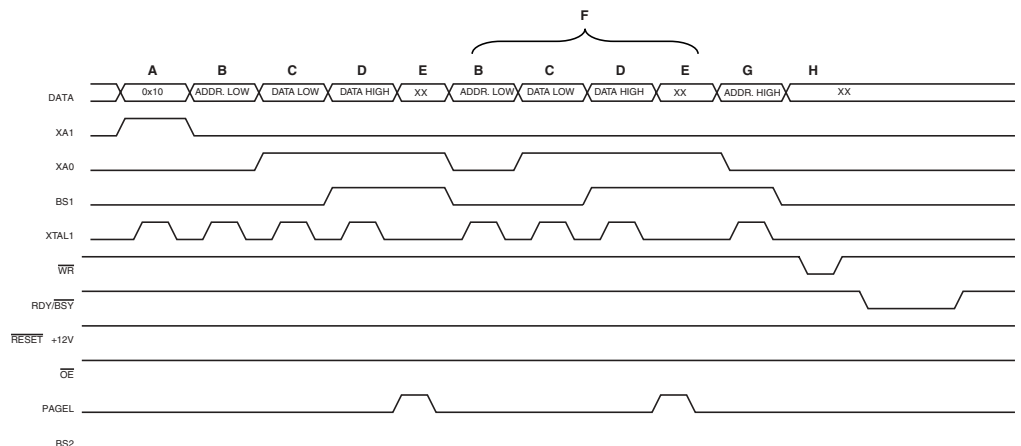 F
A B C D E B C D E G H
DATA 0x10 ADDR. LOW DATA LOW DATA HIGH XX ADDR. LOW DATA LOW DATA HIGH XX ADDR. HIGH XX
XA1
XA0
BS1
XTAL1
WR
RDY/BSY
RESET +12V
OE
PAGEL
BS2